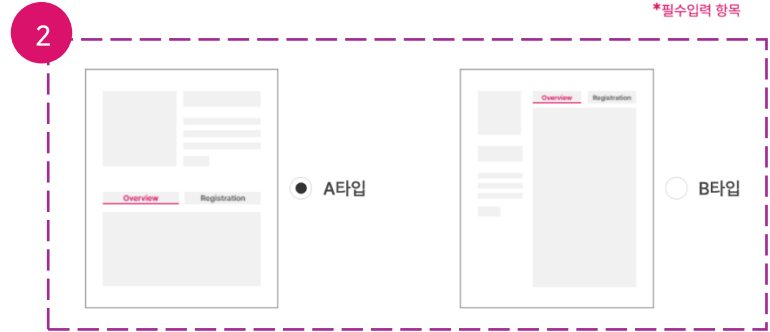 *필수입력 항목
2
Overview Registration
A타입
Overview Registration
B타입